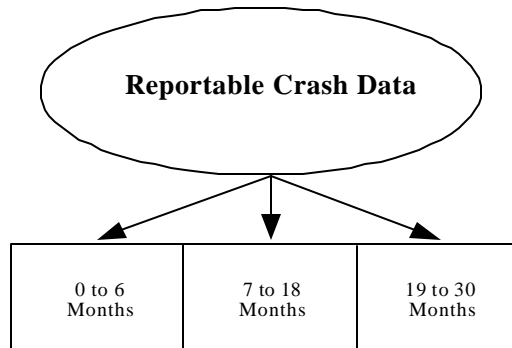 Reportable Crash Data
0 to 6
Months
7 to 18
Months
19 to 30
Months